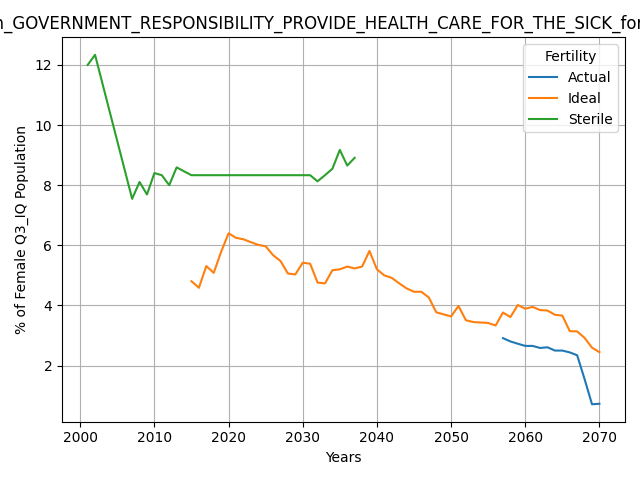 GOVERNMENT_RESPONSIBILITY_PROVIDE_HEALTH_CARE_FOR_THE_SICK_for
Fertility
Actual
Ideal
Sterile
% of Female Q3_IQ Population
12
10
8
6
4
2
2000 2010 2020 2030 2040 2050 2060 2070
Years